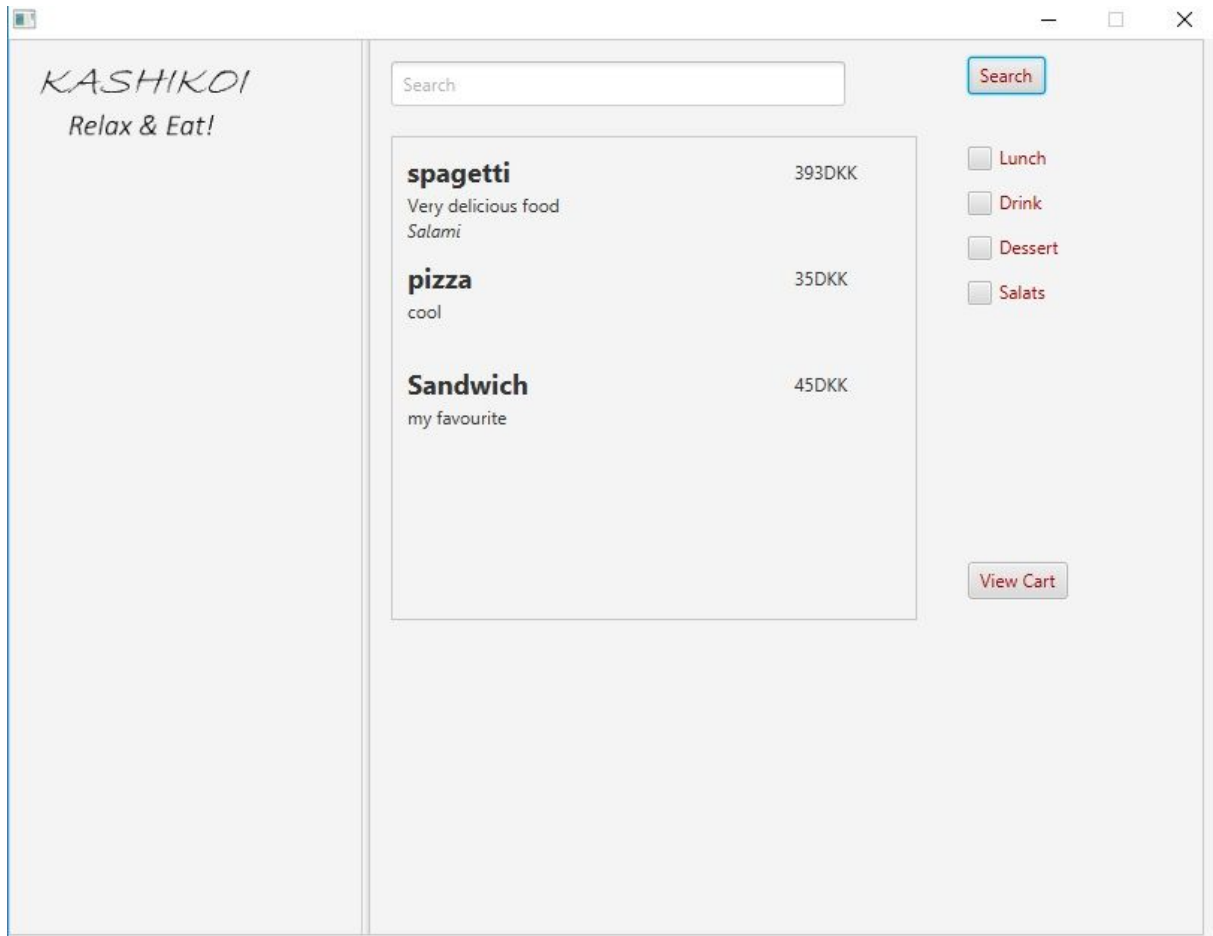 KASHIKOI
Relax & Eat!
Search
Search
spagetti 393DKK
Very delicious food
Salami
pizza 35DKK
cool
Sandwich 45DKK
my favourite
Lunch
Drink
Dessert
Salats
View Cart